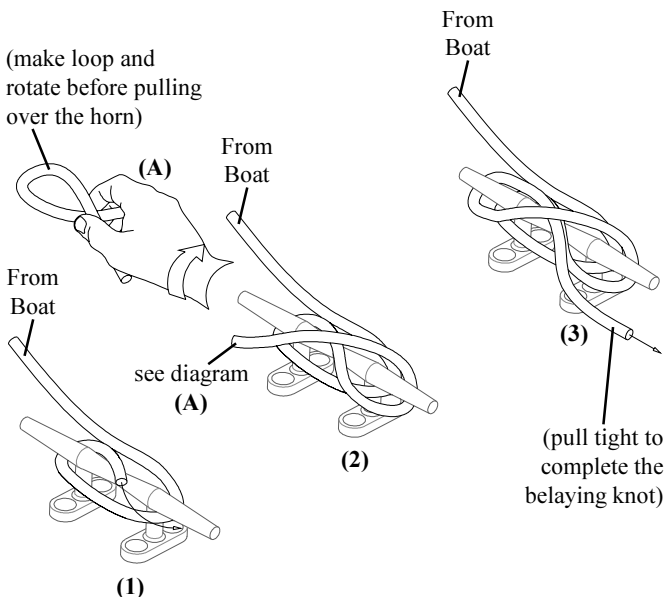 (make loop and
rotate before pulling
over the horn)
(A)
From
Boat
From
Boat
From
Boat
see diagram
(A)
(1)
(2)
(3)
(pull tight to
complete the
belaying knot)